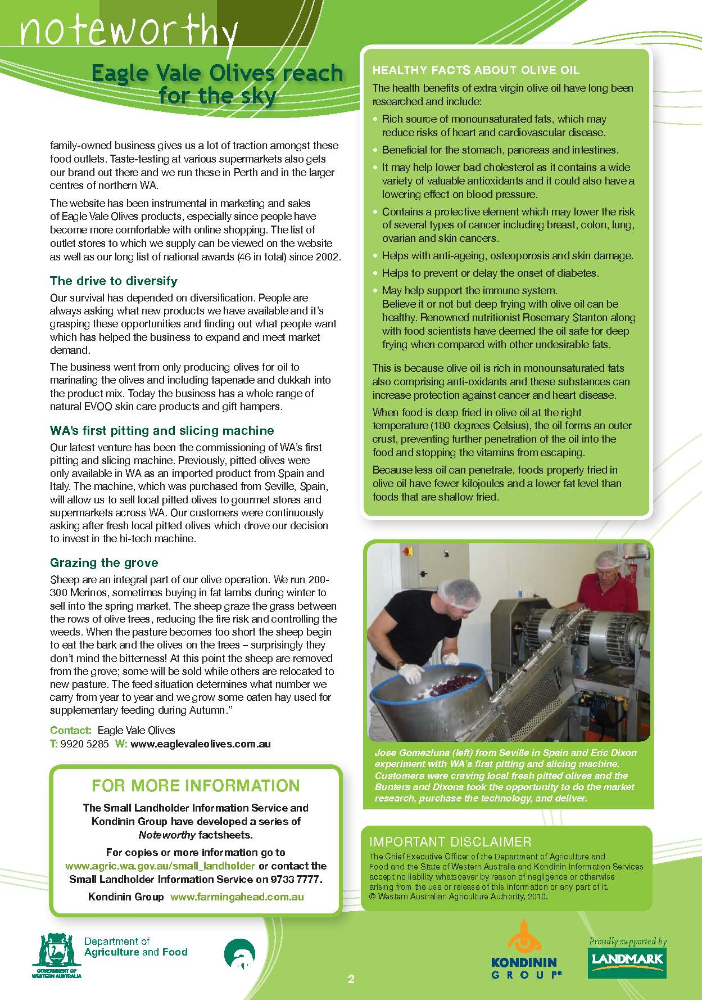 noteworthy
Eagle Vale Olives reach
for the sky
family-owned business gives us a lot of traction amongst these
food outlets. Taste-testing at various supermarkets also gets
our brand out there and we run these in Perth and in the larger
centres of northern WA.
The website has been instrumental in marketing and sales
of Eagle Vale Olives products, especially since people have
become more comfortable with online shopping. The list of
outlet stores to which we supply can be viewed on the website
as well as our long list of national awards (46 in total) since 2002.
The drive to diversify
Our survival has depended on diversification. People are
always asking what new products we have available and it's
grasping these opportunities and finding out what people want
which has helped the business to expand and meet market
demand.
The business went from only producing olives for oil to
marinating the olives and including tapenade and dukkah into
the product mix. Today the business has a whole range of
natural EVOO skin care products and gift hampers.
WA's first pitting and slicing machine
Our latest venture has been the commissioning of WA's first
pitting and slicing machine. Previously, pitted olives were
only available in WA as an imported product from Spain and
Italy. The machine, which was purchased from Seville, Spain,
will allow us to sell local pitted olives to gourmet stores and
supermarkets across WA. Our customers were continuously
asking after fresh local pitted olives which drove our decision
to invest in the hi-tech machine.
Grazing the grove
Sheep are an integral part of our olive operation. We run 200-
300 Merinos, sometimes buying in fat lambs during winter to
sell into the spring market. The sheep graze the grass between
the rows of olive trees, reducing the fire risk and controlling the
weeds. When the pasture becomes too short the sheep begin
to eat the bark and the olives on the trees – surprisingly they
don't mind the bitterness! At this point the sheep are removed
from the grove; some will be sold while others are relocated to
new pasture. The feed situation determines what number we
carry from year to year and we grow some oaten hay used for
supplementary feeding during Autumn."
Contact: Eagle Vale Olives
T: 9920 5285 W: www.eaglevaleolives.com.au
FOR MORE INFORMATION
The Small Landholder Information Service and
Kondinin Group have developed a series of
Noteworthy factsheets.
For copies or more information go to
www.agric.wa.gov.au/small_landholder or contact the
Small Landholder Information Service on 9733 7777.
Kondinin Group www.farmingahead.com.au
HEALTHY FACTS ABOUT OLIVE OIL
The health benefits of extra virgin olive oil have long been
researched and include:
• Rich source of monounsaturated fats, which may
reduce risks of heart and cardiovascular disease.
• Beneficial for the stomach, pancreas and intestines.
• It may help lower bad cholesterol as it contains a wide
variety of valuable antioxidants and it could also have a
lowering effect on blood pressure.
• Contains a protective element which may lower the risk
of several types of cancer including breast, colon, lung,
ovarian and skin cancers.
• Helps with anti-ageing, osteoporosis and skin damage.
• Helps to prevent or delay the onset of diabetes.
• May help support the immune system.
Believe it or not but deep frying with olive oil can be
healthy. Renowned nutritionist Rosemary Stanton along
with food scientists have deemed the oil safe for deep
frying when compared with other undesirable fats.
This is because olive oil is rich in monounsaturated fats
also comprising anti-oxidants and these substances can
increase protection against cancer and heart disease.
When food is deep fried in olive oil at the right
temperature (180 degrees Celsius), the oil forms an outer
crust, preventing further penetration of the oil into the
food and stopping the vitamins from escaping.
Because less oil can penetrate, foods properly fried in
olive oil have fewer kilojoules and a lower fat level than
foods that are shallow fried.
Jose Gomezluna (left) from Seville in Spain and Eric Dixon
experiment with WA's first pitting and slicing machine.
Customers were craving local fresh pitted olives and the
Bunters and Dixons took the opportunity to do the market
research, purchase the technology, and deliver.
IMPORTANT DISCLAIMER
The Chief Executive Officer of the Department of Agriculture and
Food and the State of Western Australia and Kondinin Information Services
accept no liability whatsoever by reason of negligence or otherwise
arising from the use or release of this information or any part of it.
© Western Australian Agriculture Authority, 2010.
GOVERNMENT OF
WESTERN AUSTRALIA
Department of
Agriculture and Food
2
KONDININ
GROUP®
Proudly supported by
LANDMARK